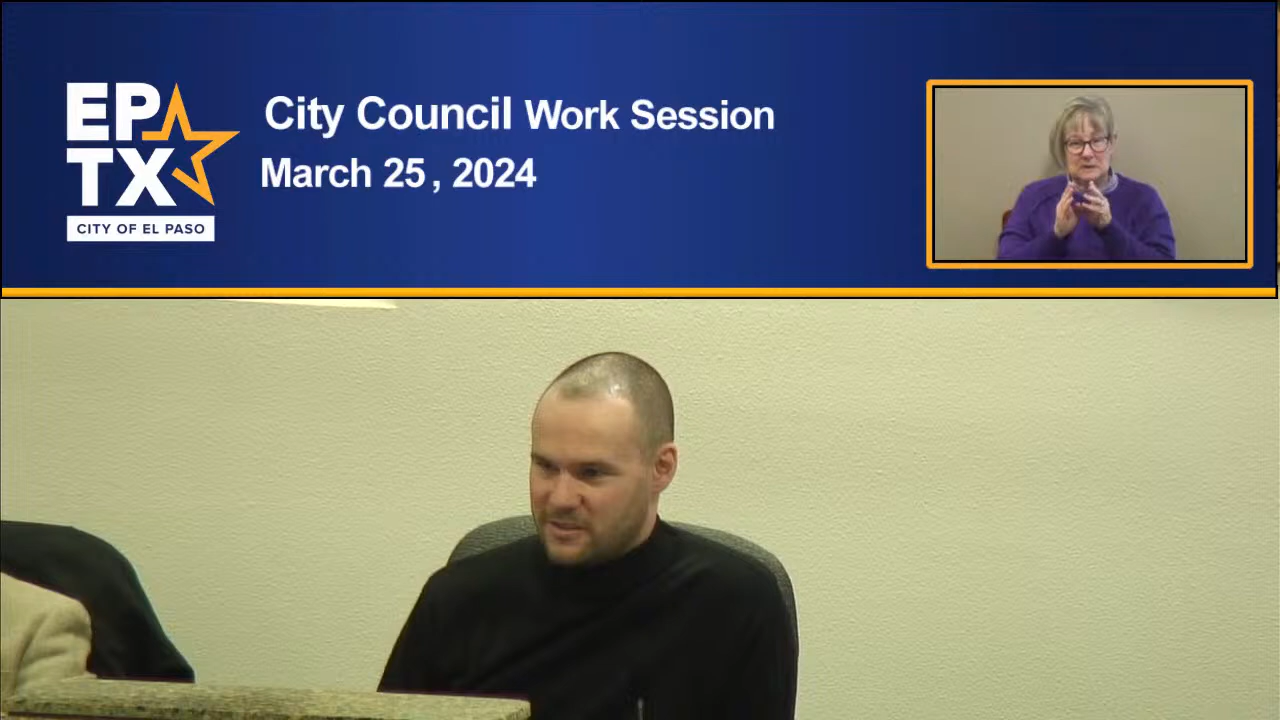 EP
TX
CITY OF EL PASO
City Council Work Session
March 25, 2024